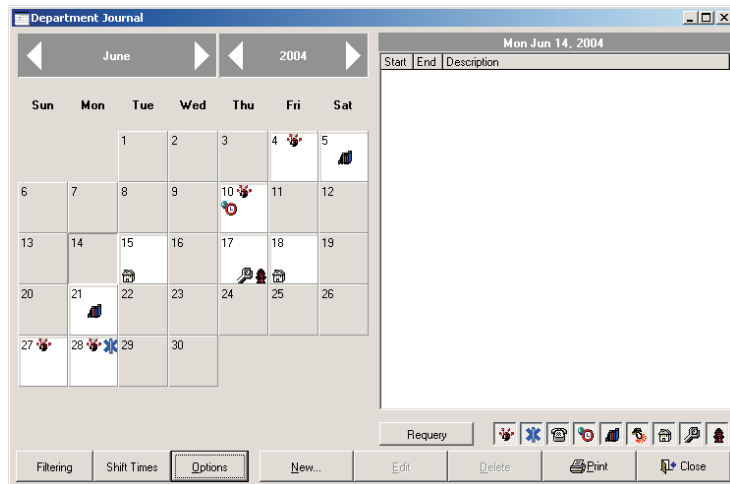 Department Journal
June 2004
Mon Jun 14, 2004
Start End Description
Sun Mon Tue Wed Thu Fri Sat
1 2 3 4 5
6 7 8 9 10 11 12
13 14 15 16 17 18 19
20 21 22 23 24 25 26
27 28 29 30
Requery
Filtering Shift Times Options New... Edit Delete Print Close